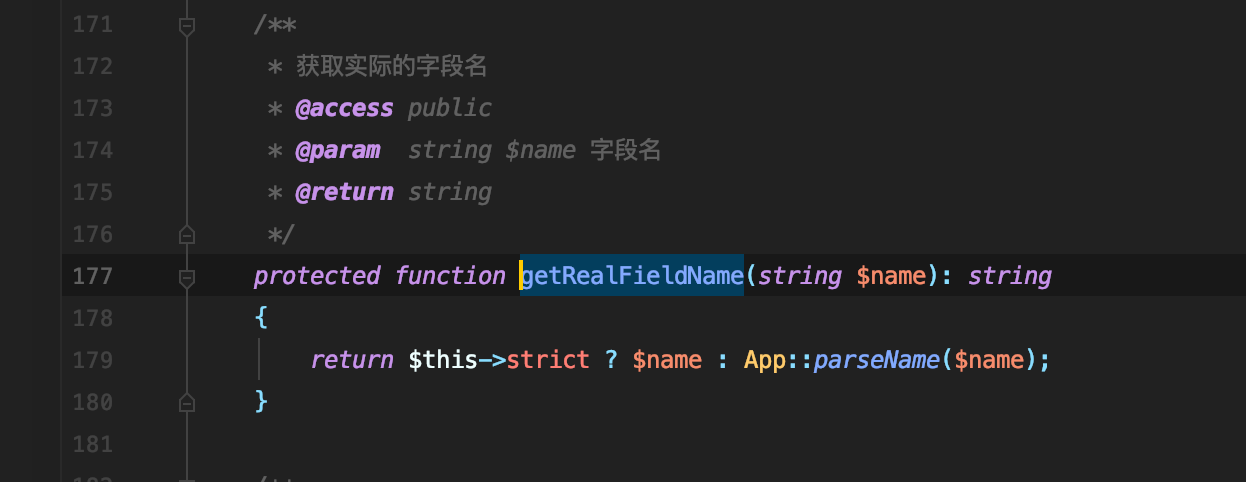 171 /**
172 * 获取实际的字段名
173 * @access public
174 * @param  string $name 字段名
175 * @return string
176 */
177 protected function getRealFieldName(string $name): string
178 {
179 return $this->strict ? $name : App::parseName($name);
180 }
181